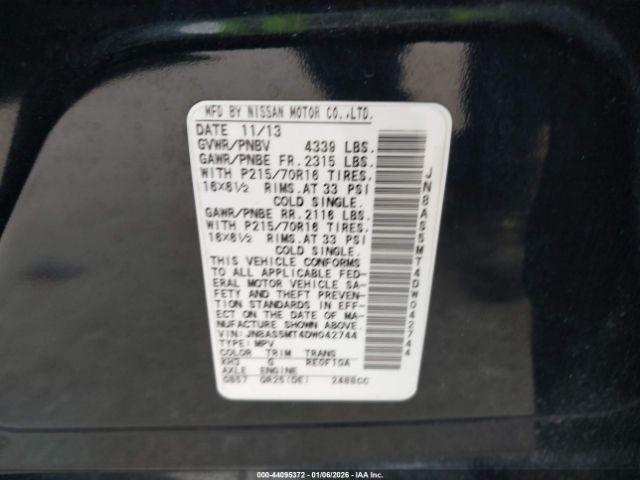 MFD BY NISSAN MOTOR CO.,LTD.
DATE 11/13
GVWR/PNBV 4339 LBS.
GAWR/PNBE FR. 2315 LBS.
WITH P215/70R16 TIRES.
16X6½ RIMS.AT 33 PSI
COLD SINGLE.
GAWR/PNBE RR. 2116 LBS.
WITH P215/70R16 TIRES.
16X6½ RIMS.AT 33 PSI
COLD SINGLE.
THIS VEHICLE CONFORMS
TO ALL APPLICABLE FED-
ERAL MOTOR VEHICLE SA-
FETY AND THEFT PREVEN-
TION STANDARDS IN EFF-
ECT ON THE DATE OF MA-
NUFACTURE SHOWN ABOVE.
VIN: JN8AS5MT4DW042744
TYPE: MPV
COLOR TRIM TRANS
KH3 G RE0F10A
AXLE ENGINE
GB57 QR25(DE) 2488CC
JN8AS5MT4DW042744
000-44095372 | 01/06/2026 - IAA Inc.